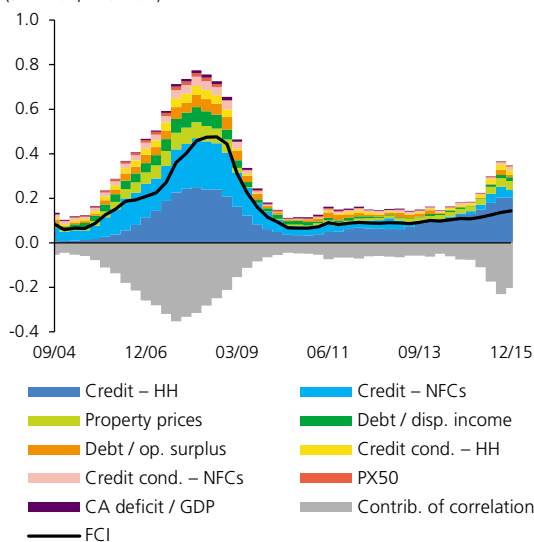 1.0
0.8
0.6
0.4
0.2
0.0
-0.2
-0.4
09/04 12/06 03/09 06/11 09/13 12/15
Credit – HH Credit – NFCs
Property prices Debt / disp. income
Debt / op. surplus Credit cond. – HH
Credit cond. – NFCs PX50
CA deficit / GDP Contrib. of correlation
FCI